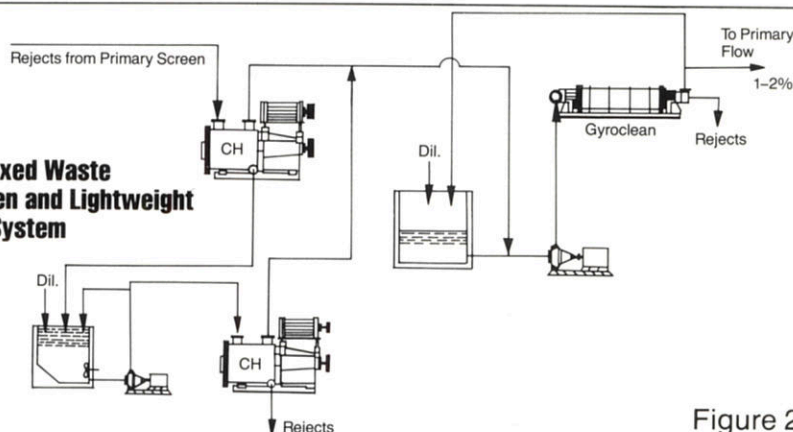 Rejects from Primary Screen
To Primary
Flow
1–2%
CH
Gyroclean
Rejects
Dil.
xed Waste
en and Lightweight
System
Dil.
CH
Rejects
Figure 2